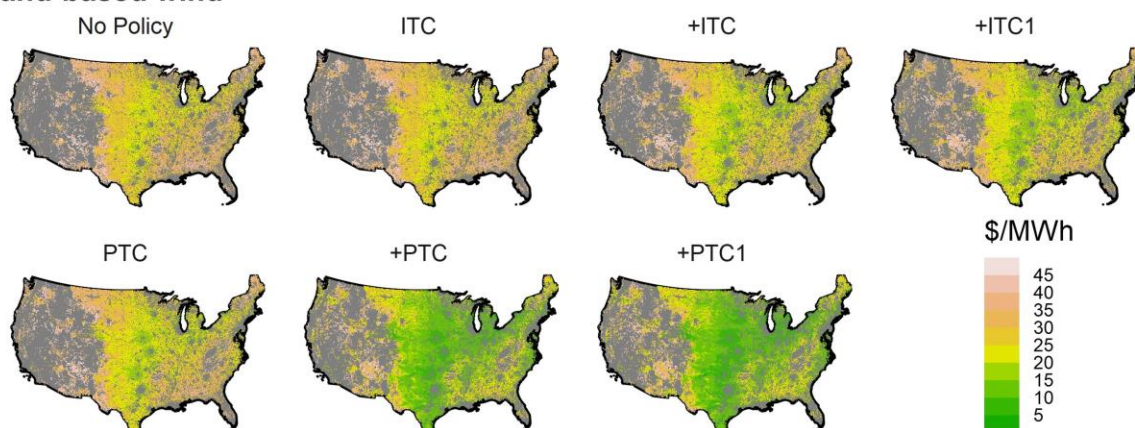 No Policy
ITC
+ITC
+ITC1
PTC
+PTC
+PTC1
$/MWh
45
40
35
30
25
20
15
10
5